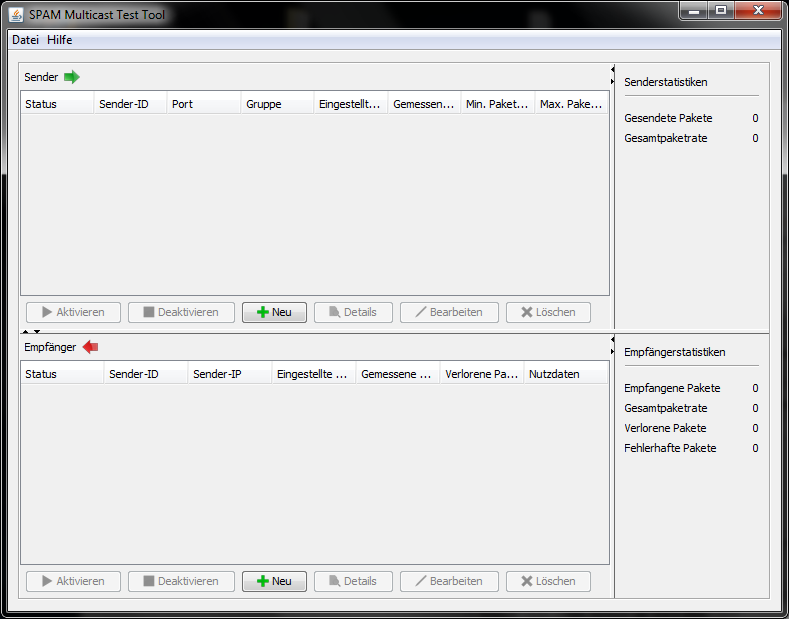 SPAM Multicast Test Tool
Datei Hilfe
Sender
Status Sender-ID Port Gruppe Eingestellt... Gemessen... Min. Paket... Max. Pake...
Aktivieren Deaktivieren Neu Details Bearbeiten Löschen
Senderstatistiken
Gesendete Pakete 0
Gesamtpaketrate 0
Empfänger
Status Sender-ID Sender-IP Eingestellte ... Gemessene ... Verlorene Pa... Nutzdaten
Aktivieren Deaktivieren Neu Details Bearbeiten Löschen
Empfängerstatistiken
Empfangene Pakete 0
Gesamtpaketrate 0
Verlorene Pakete 0
Fehlerhafte Pakete 0